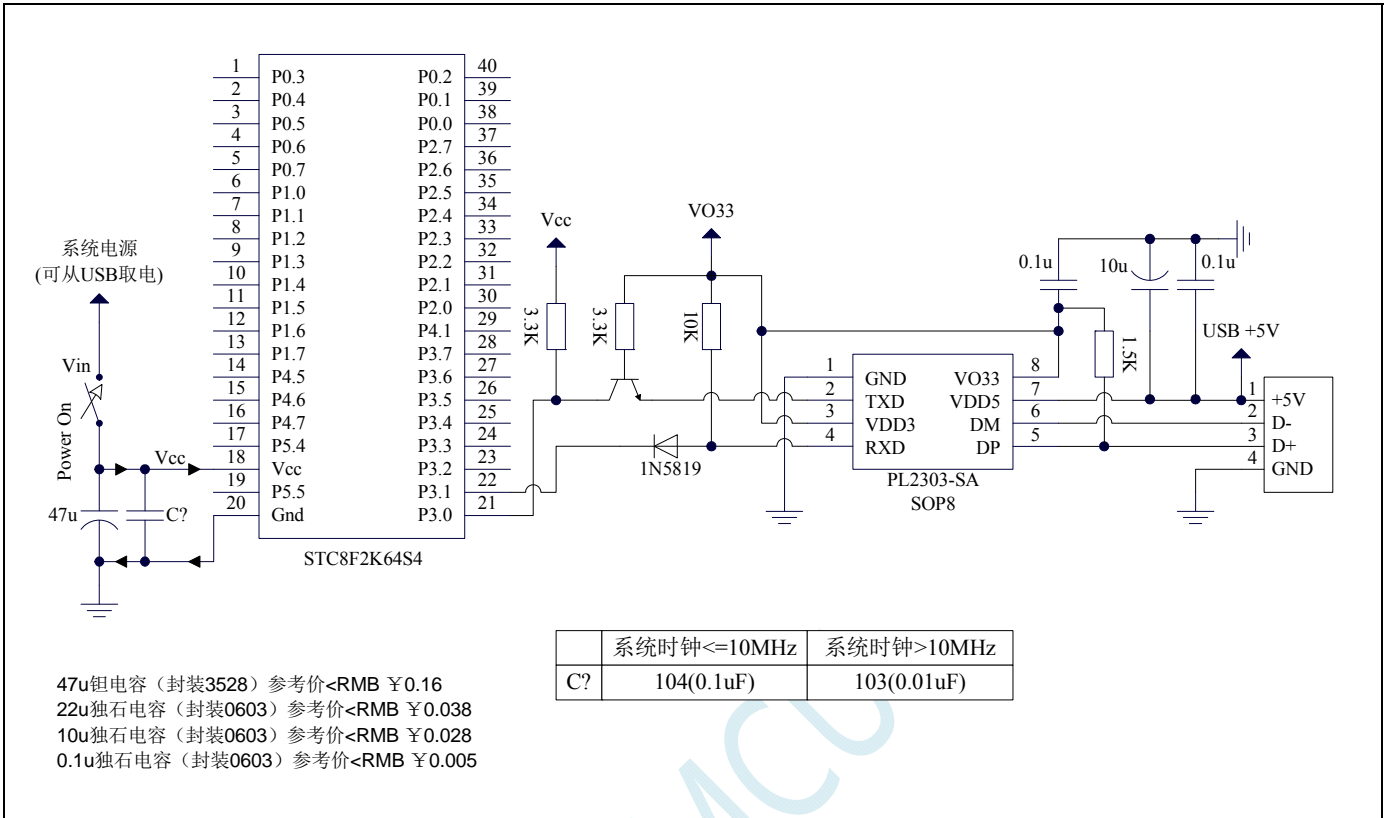 1 P0.3 P0.2 40
2 P0.4 P0.1 39
3 P0.5 P0.0 38
4 P0.6 P2.7 37
5 P0.7 P2.6 36
6 P1.0 P2.5 35
7 P1.1 P2.4 34
8 P1.2 P2.3 33
9 P1.3 P2.2 32
10 P1.4 P2.1 31
11 P1.5 P2.0 30
12 P1.6 P4.1 29
13 P1.7 P3.7 28
14 P4.5 P3.6 27
15 P4.6 P3.5 26
16 P4.7 P3.4 25
17 P5.4 P3.3 24
18 Vcc P3.2 23
19 P5.5 P3.1 22
20 Gnd P3.0 21
STC8F2K64S4
系统电源
(可从USB取电)
Vin
Power On
Vcc
47u
C?
Vcc
3.3K
3.3K
VO33
10K
1N5819
1 GND VO33 8
2 TXD VDD5 7
3 VDD3 DM 6
4 RXD DP 5
PL2303-SA
SOP8
0.1u
10u
0.1u
1.5K
USB +5V
1 +5V
2 D-
3 D+
4 GND
系统时钟<=10MHz 系统时钟>10MHz
C? 104(0.1uF) 103(0.01uF)
47u钽电容（封装3528）参考价<RMB ￥0.16
22u独石电容（封装0603）参考价<RMB ￥0.038
10u独石电容（封装0603）参考价<RMB ￥0.028
0.1u独石电容（封装0603）参考价<RMB ￥0.005
MCU